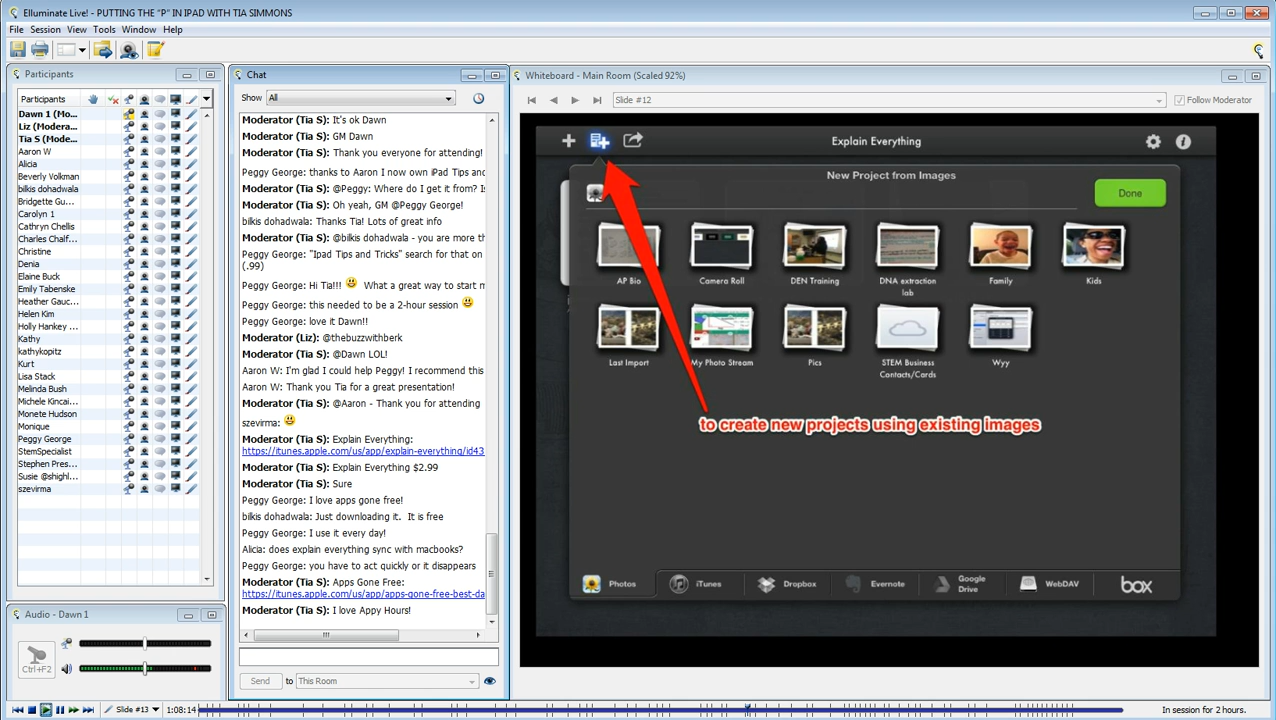 Elluminate Live! - PUTTING THE "P" IN IPAD WITH TIA SIMMONS
File Session View Tools Window Help
Participants
Participants
Dawn 1 (Mo...
Liz (Modera...
Tia S (Mode...
Aaron W
Alicia
Beverly Volkman
bilkis dohadwala
Bridgette Gu...
Carolyn 1
Cathryn Chellis
Charles Chalf...
Christine
Denia
Elaine Buck
Emily Tabenske
Heather Gauc...
Helen Kim
Holly Hankey ...
Kathy
kathykopitz
Kurt
Lisa Stack
Melinda Bush
Michele Kincai...
Monete Hudson
Monique
Peggy George
StemSpecialist
Stephen Pres...
Susie @shighl...
szevirma
Audio - Dawn 1
Ctrl+F2
Chat
Show All
Moderator (Tia S): It's ok Dawn
Moderator (Tia S): GM Dawn
Moderator (Tia S): Thank you everyone for attending!
Peggy George: thanks to Aaron I now own iPad Tips and
Moderator (Tia S): @Peggy: Where do I get it from? Is
Moderator (Tia S): Oh yeah, GM @Peggy George!
bilkis dohadwala: Thanks Tia! Lots of great info
Moderator (Tia S): @bilkis dohadwala - you are more th
Peggy George: "Ipad Tips and Tricks" search for that on
(.99)
Peggy George: Hi Tia!!! What a great way to start m
Peggy George: this needed to be a 2-hour session
Peggy George: love it Dawn!!
Moderator (Liz): @thebuzzwithberk
Moderator (Tia S): @Dawn LOL!
Aaron W: I'm glad I could help Peggy! I recommend this
Aaron W: Thank you Tia for a great presentation!
Moderator (Tia S): @Aaron - Thank you for attending
szevirma:
Moderator (Tia S): Explain Everything:
https://itunes.apple.com/us/app/explain-everything/id43
Moderator (Tia S): Explain Everything $2.99
Moderator (Tia S): Sure
Peggy George: I love apps gone free!
bilkis dohadwala: Just downloading it. It is free
Peggy George: I use it every day!
Alicia: does explain everything sync with macbooks?
Peggy George: you have to act quickly or it disappears
Moderator (Tia S): Apps Gone Free:
https://itunes.apple.com/us/app/apps-gone-free-best-da
Moderator (Tia S): I love Appy Hours!
Send to This Room
Whiteboard - Main Room (Scaled 92%)
Slide #12
Follow Moderator
Explain Everything
New Project from Images
Done
AP Bio
Camera Roll
DEN Training
DNA extraction
lab
Family
Kids
Last Import
My Photo Stream
Pics
STEM Business
Contacts/Cards
Wyy
to create new projects using existing images
Photos
iTunes
Dropbox
Evernote
Google
Drive
WebDAV
box
Slide #13
1:08:14
In session for 2 hours.